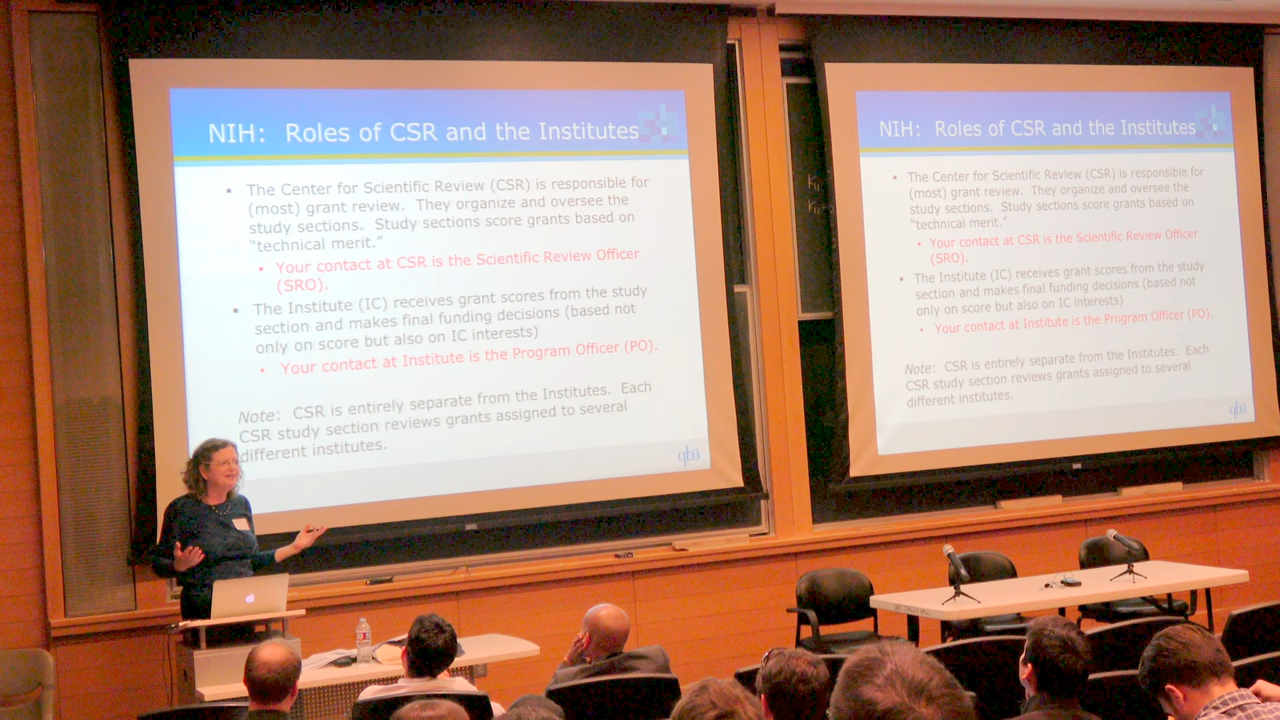 NIH: Roles of CSR and the Institutes
▪ The Center for Scientific Review (CSR) is responsible for
(most) grant review. They organize and oversee the
study sections. Study sections score grants based on
"technical merit."
• Your contact at CSR is the Scientific Review Officer
(SRO).
▪ The Institute (IC) receives grant scores from the study
section and makes final funding decisions (based not
only on score but also on IC interests)
• Your contact at Institute is the Program Officer (PO).
Note: CSR is entirely separate from the Institutes. Each
CSR study section reviews grants assigned to several
different institutes.
qb3
NIH: Roles of CSR and the Institutes
▪ The Center for Scientific Review (CSR) is responsible for
(most) grant review. They organize and oversee the
study sections. Study sections score grants based on
"technical merit."
• Your contact at CSR is the Scientific Review Officer
(SRO).
▪ The Institute (IC) receives grant scores from the study
section and makes final funding decisions (based not
only on score but also on IC interests)
• Your contact at Institute is the Program Officer (PO).
Note: CSR is entirely separate from the Institutes. Each
CSR study section reviews grants assigned to several
different institutes.
qb3